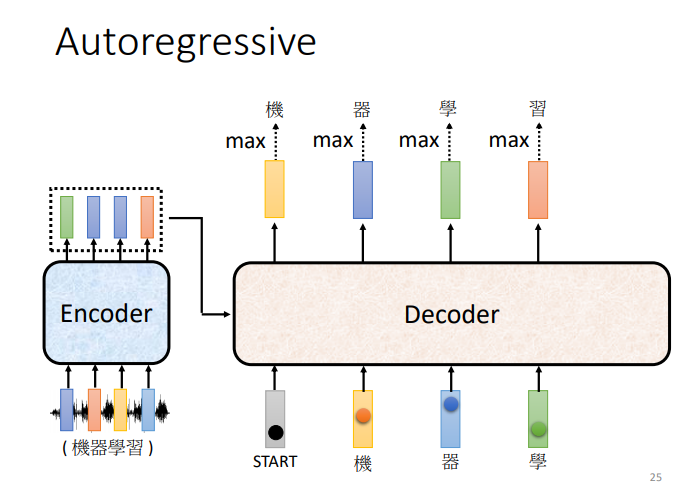 Autoregressive
機 器 學 習
max max max max
Encoder
Decoder
(機器學習)
START 機 器 學
25